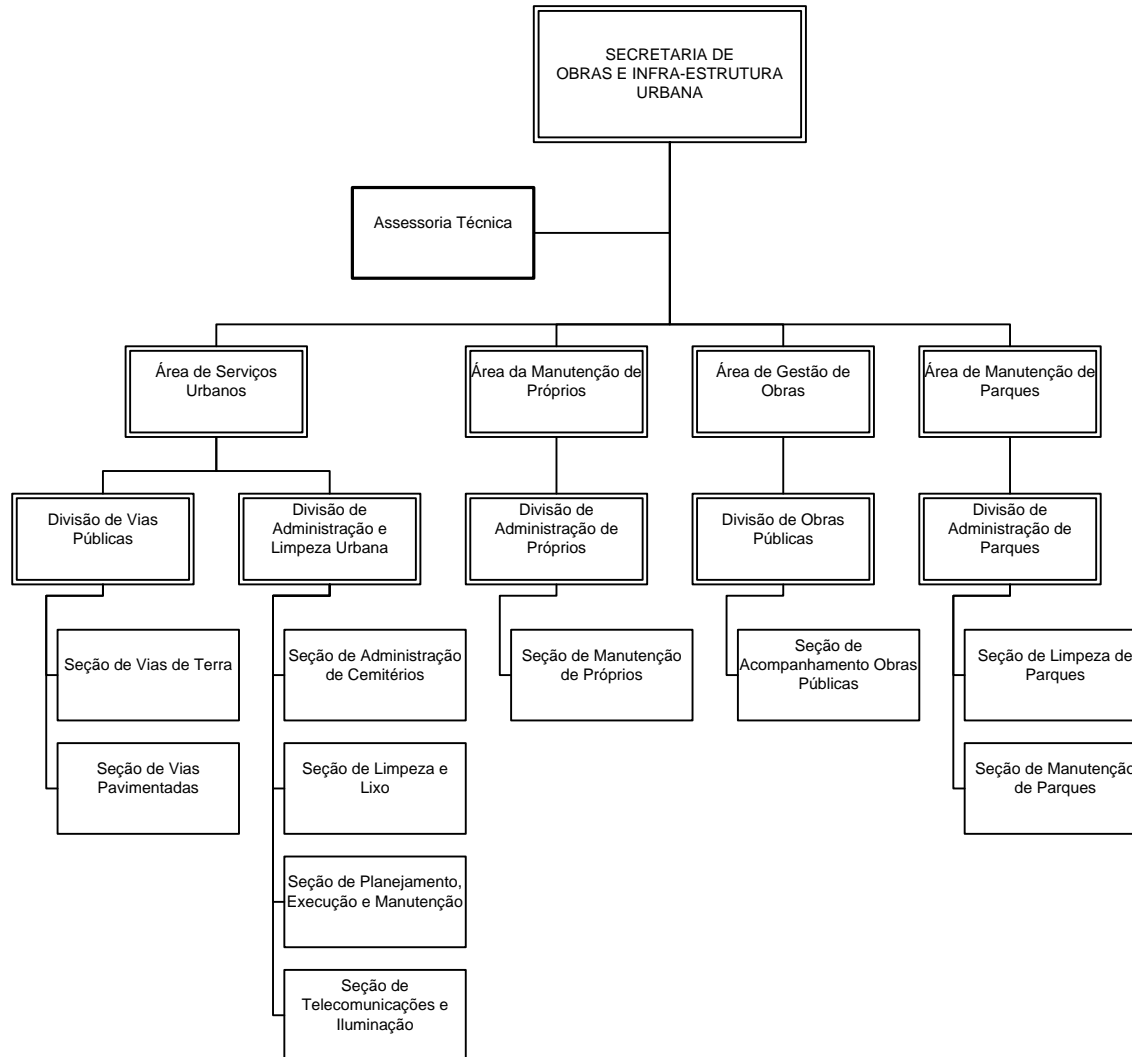 SECRETARIA DE
OBRAS E INFRA-ESTRUTURA
URBANA
Assessoria Técnica
Área de Serviços
Urbanos
Área da Manutenção de
Próprios
Área de Gestão de
Obras
Área de Manutenção de
Parques
Divisão de Vias
Públicas
Divisão de
Administração e
Limpeza Urbana
Divisão de
Administração de
Próprios
Divisão de Obras
Públicas
Divisão de
Administração de
Parques
Seção de Vias de Terra
Seção de Administração
de Cemitérios
Seção de Manutenção
de Próprios
Seção de
Acompanhamento Obras
Públicas
Seção de Limpeza de
Parques
Seção de Vias
Pavimentadas
Seção de Limpeza e
Lixo
Seção de Manutenção
de Parques
Seção de Planejamento,
Execução e Manutenção
Seção de
Telecomunicações e
Iluminação